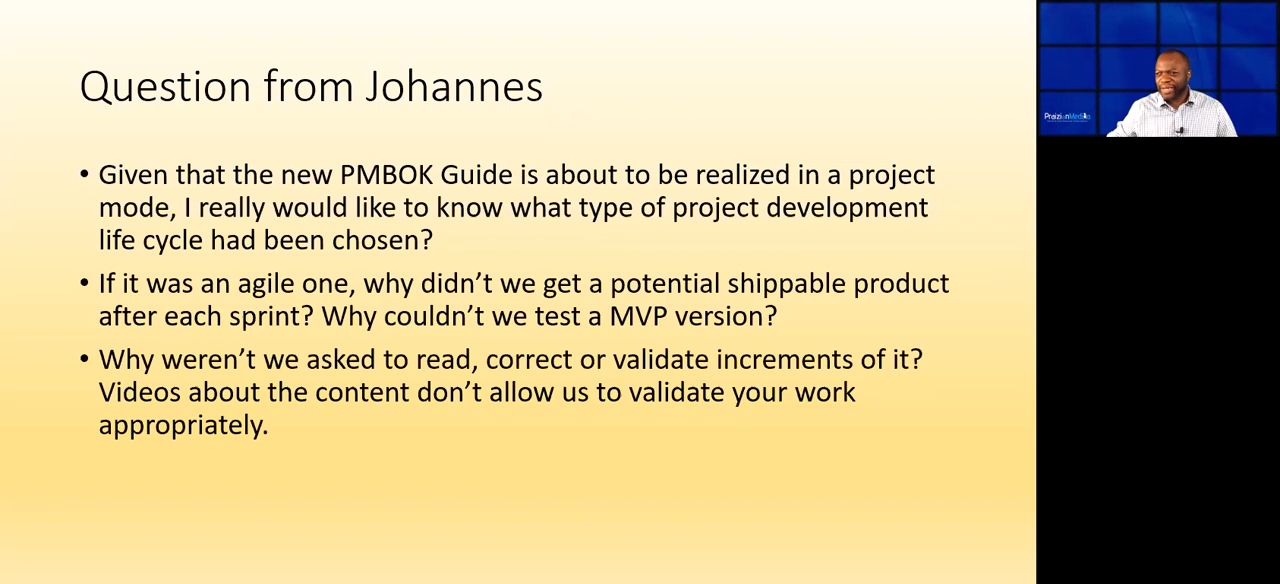 Question from Johannes
• Given that the new PMBOK Guide is about to be realized in a project
mode, I really would like to know what type of project development
life cycle had been chosen?
• If it was an agile one, why didn’t we get a potential shippable product
after each sprint? Why couldn’t we test a MVP version?
• Why weren’t we asked to read, correct or validate increments of it?
Videos about the content don’t allow us to validate your work
appropriately.
PraizionMedia